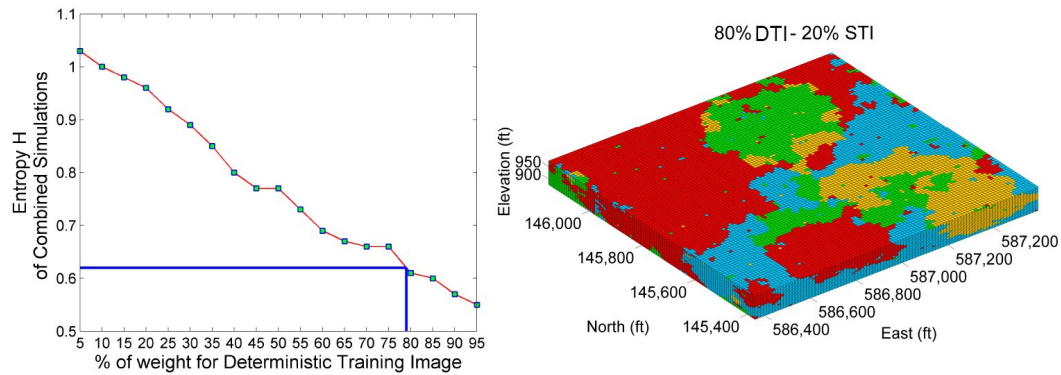 1.1
1
0.9
0.8
0.7
0.6
0.5
5 10 15 20 25 30 35 40 45 50 55 60 65 70 75 80 85 90 95
Entropy H
of Combined Simulations
% of weight for Deterministic Training Image
80% DTI - 20% STI
Elevation (ft)
950
900
146,000
145,800
145,600
145,400
North (ft)
586,400
586,600
586,800
587,000
587,200
East (ft)